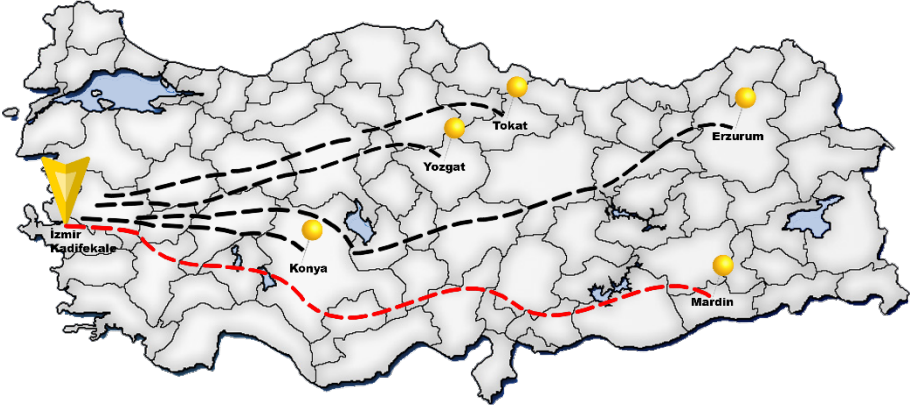 Tokat
Erzurum
Yozgat
İzmir
Kadifekale
Konya
Mardin